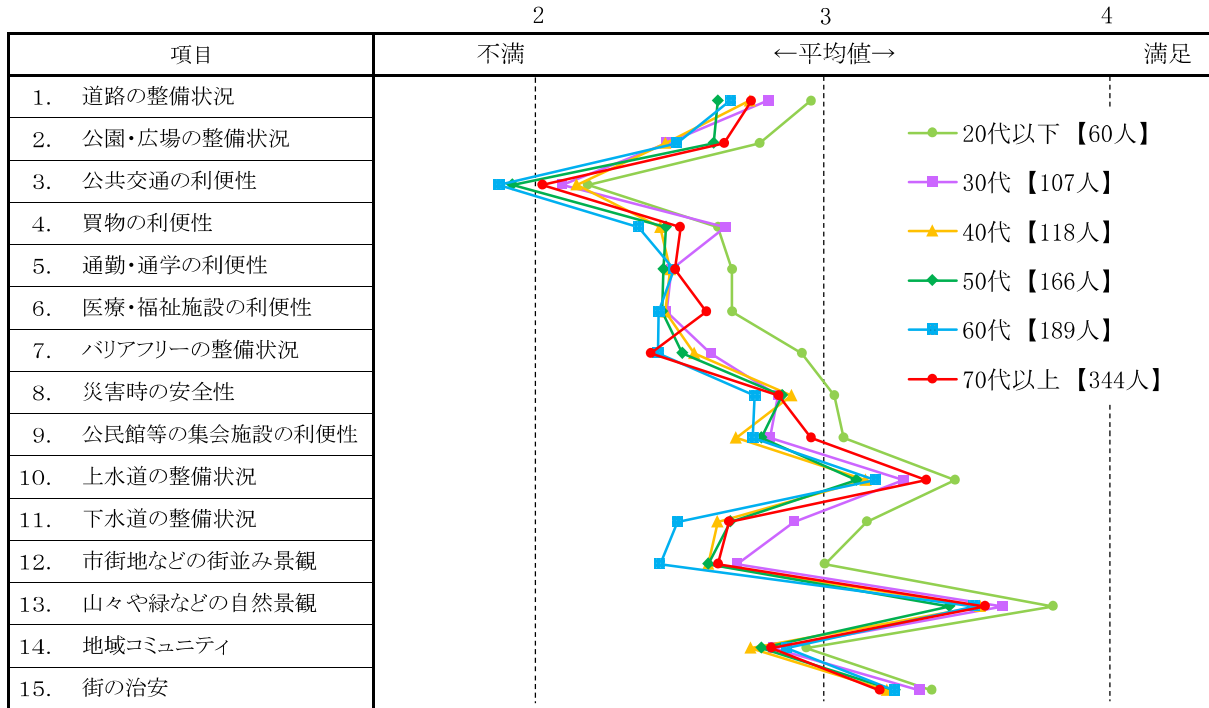 2 3 4
項目 不満 ←平均値→ 満足
1. 道路の整備状況
2. 公園・広場の整備状況
3. 公共交通の利便性
4. 買物の利便性
5. 通勤・通学の利便性
6. 医療・福祉施設の利便性
7. バリアフリーの整備状況
8. 災害時の安全性
9. 公民館等の集会施設の利便性
10. 上水道の整備状況
11. 下水道の整備状況
12. 市街地などの街並み景観
13. 山々や緑などの自然景観
14. 地域コミュニティ
15. 街の治安
20代以下【60人】
30代【107人】
40代【118人】
50代【166人】
60代【189人】
70代以上【344人】